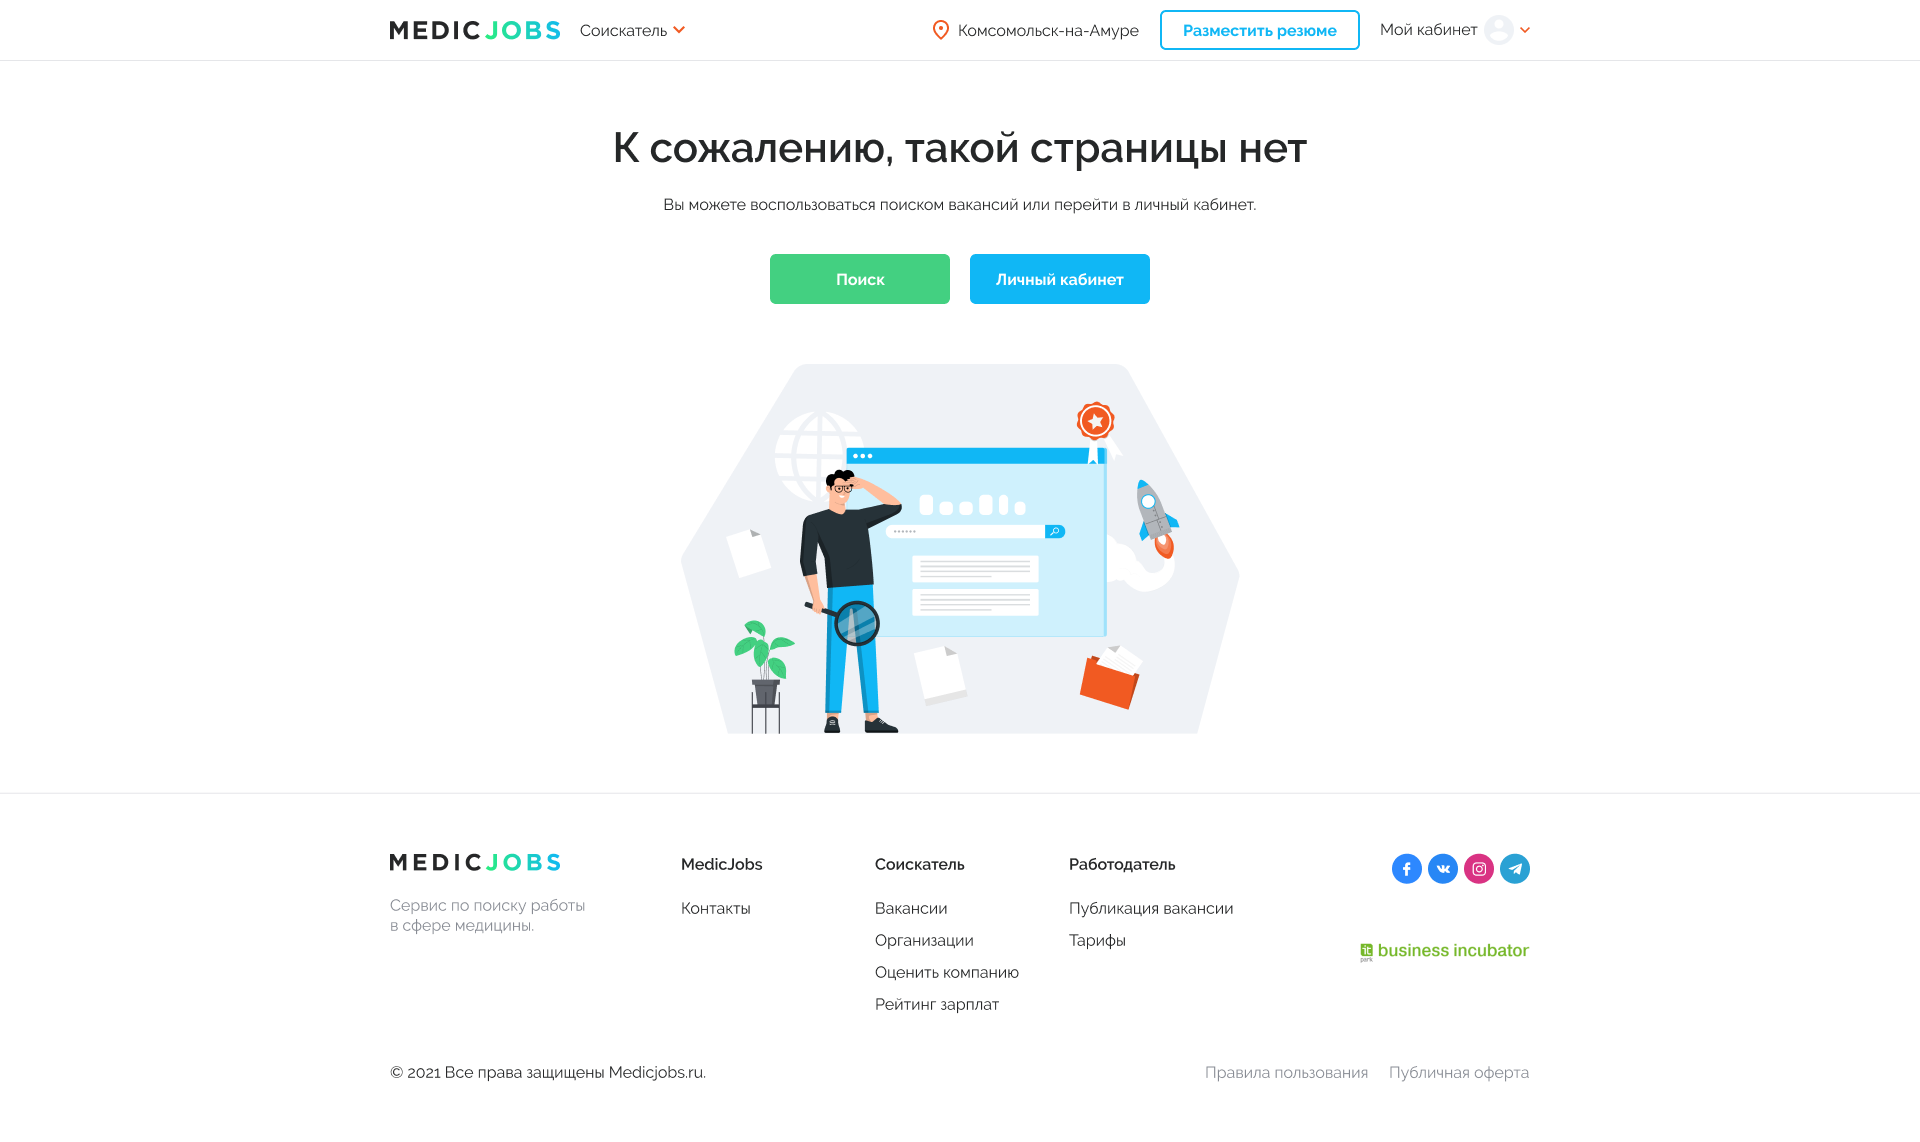 MEDICJOBS
Соискатель
Комсомольск-на-Амуре
Разместить резюме
Мой кабинет
К сожалению, такой страницы нет
Вы можете воспользоваться поиском вакансий или перейти в личный кабинет.
Поиск
Личный кабинет
MEDICJOBS
Сервис по поиску работы
в сфере медицины.
MedicJobs
Контакты
Соискатель
Вакансии
Организации
Оценить компанию
Рейтинг зарплат
Работодатель
Публикация вакансии
Тарифы
it park business incubator
© 2021 Все права защищены Medicjobs.ru.
Правила пользования
Публичная оферта